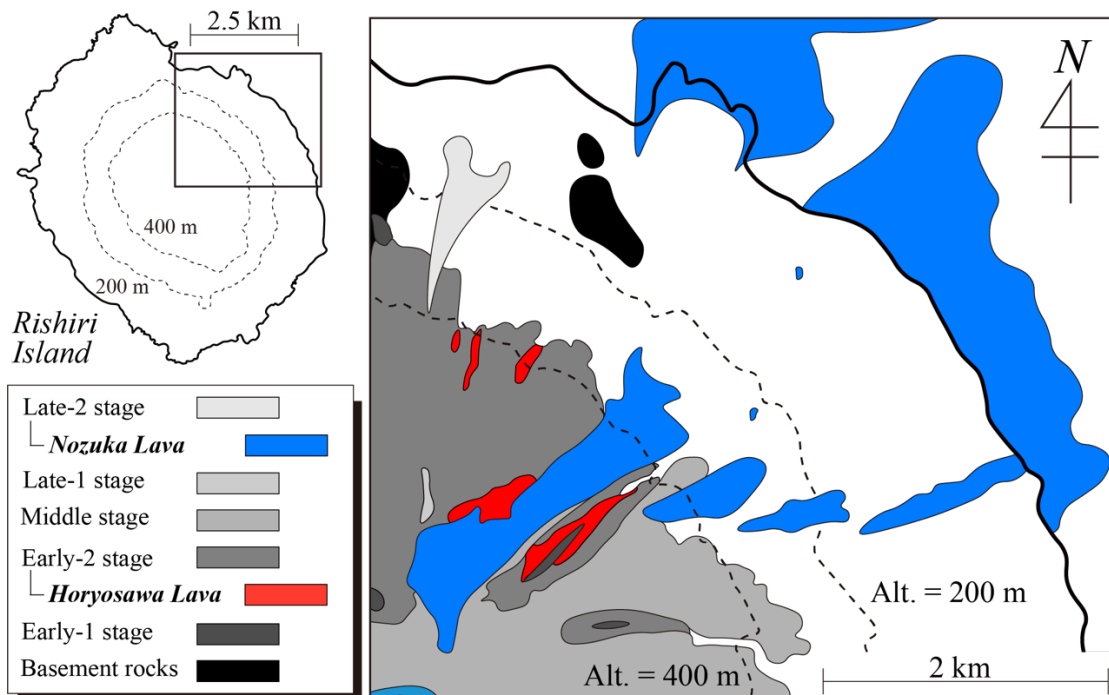 2.5 km
400 m
200 m
Rishiri
Island
Late-2 stage
Nozuka Lava
Late-1 stage
Middle stage
Early-2 stage
Horyosawa Lava
Early-1 stage
Basement rocks
N
Alt. = 200 m
Alt. = 400 m
2 km